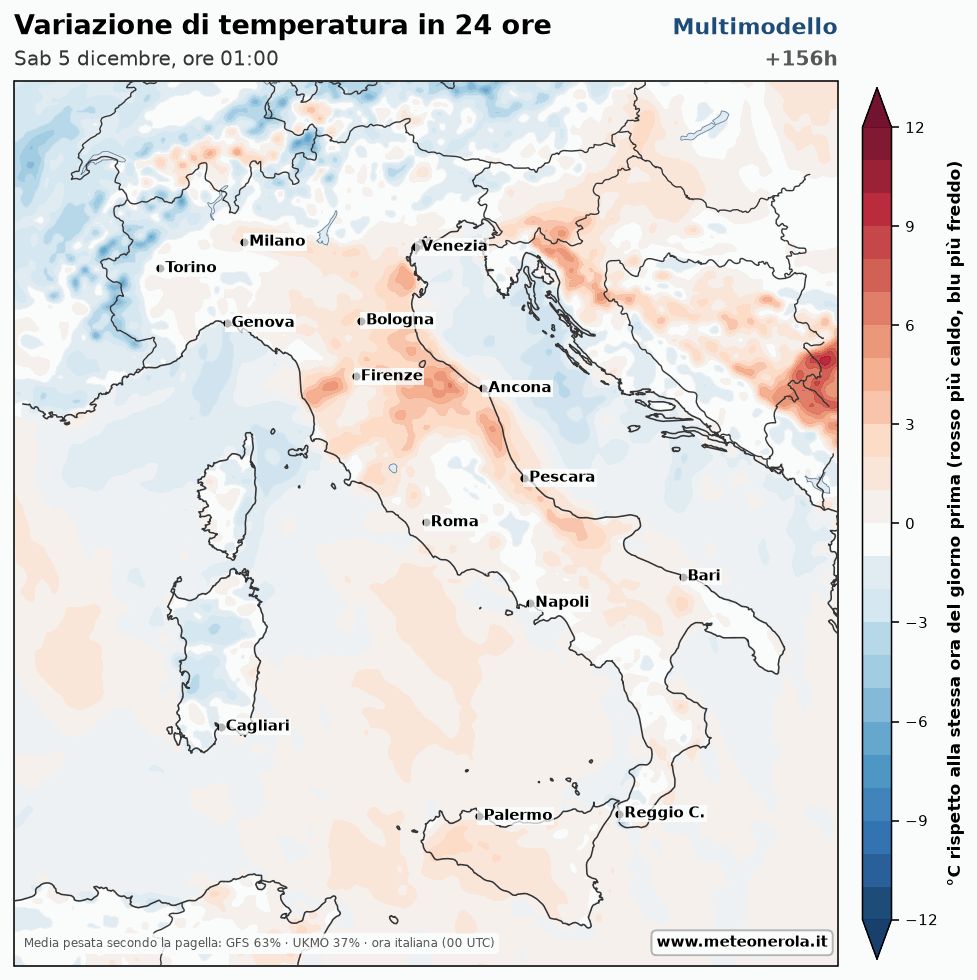 Variazione di temperatura in 24 ore
Multimodello
Sab 5 dicembre, ore 01:00
+156h
12
9
6
3
0
−3
−6
−9
−12
°C rispetto alla stessa ora del giorno prima (rosso più caldo, blu più freddo)
Milano
Venezia
Torino
Genova
Bologna
Firenze
Ancona
Pescara
Roma
Bari
Napoli
Cagliari
Palermo
Reggio C.
Media pesata secondo la pagella: GFS 63% · UKMO 37% · ora italiana (00 UTC)
www.meteonerola.it